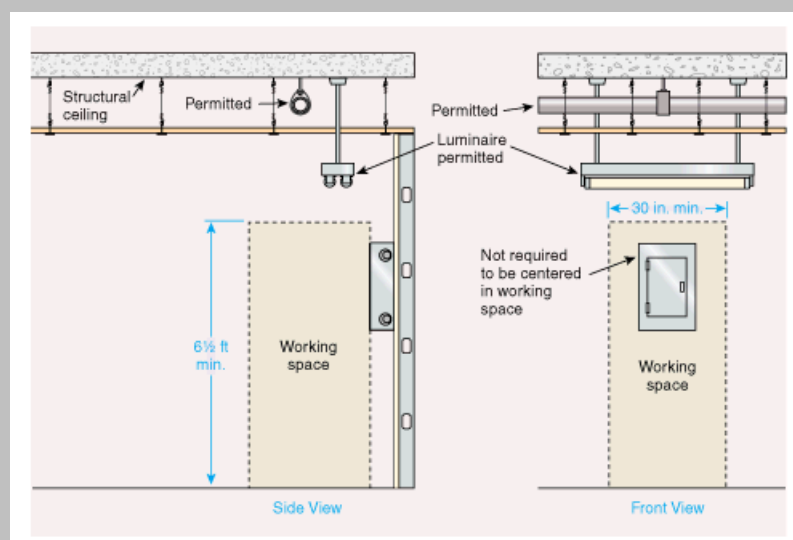 Structural
ceiling
Permitted
Permitted
Luminaire
permitted
30 in. min.
Not required
to be centered
in working
space
6½ ft
min.
Working
space
Working
space
Side View
Front View